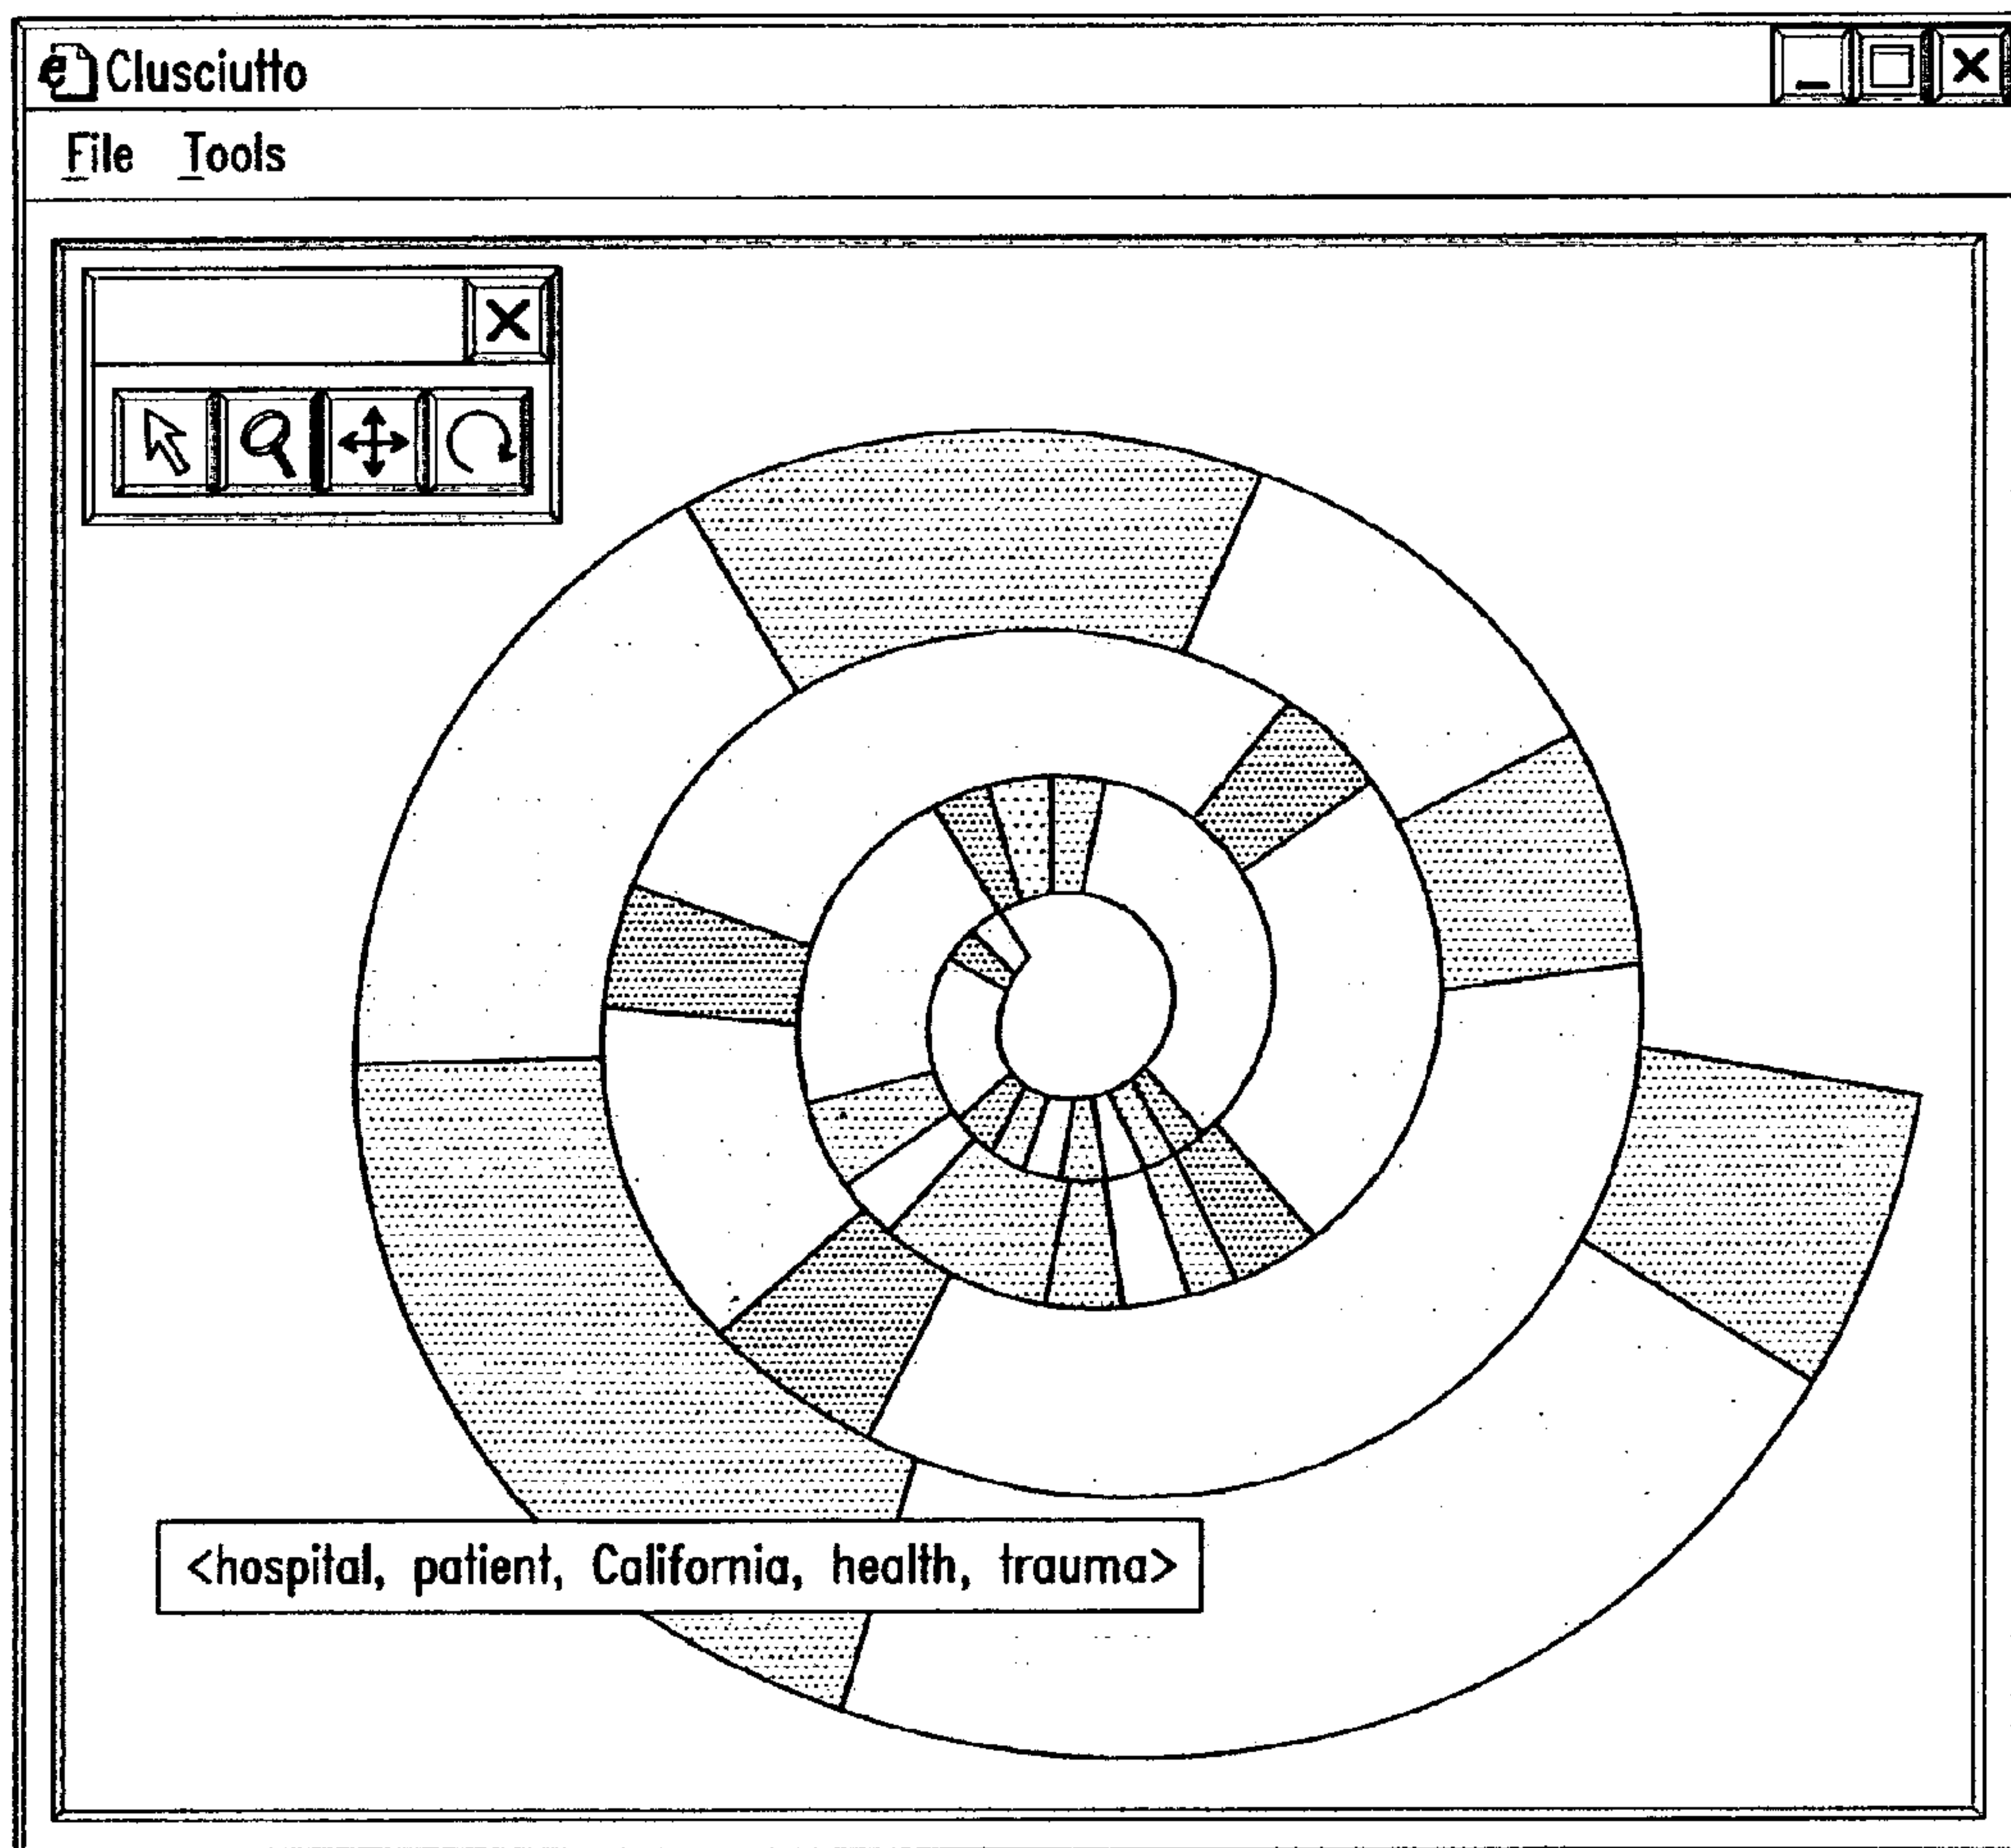 Clusciutto
File Tools
<hospital, patient, California, health, trauma>